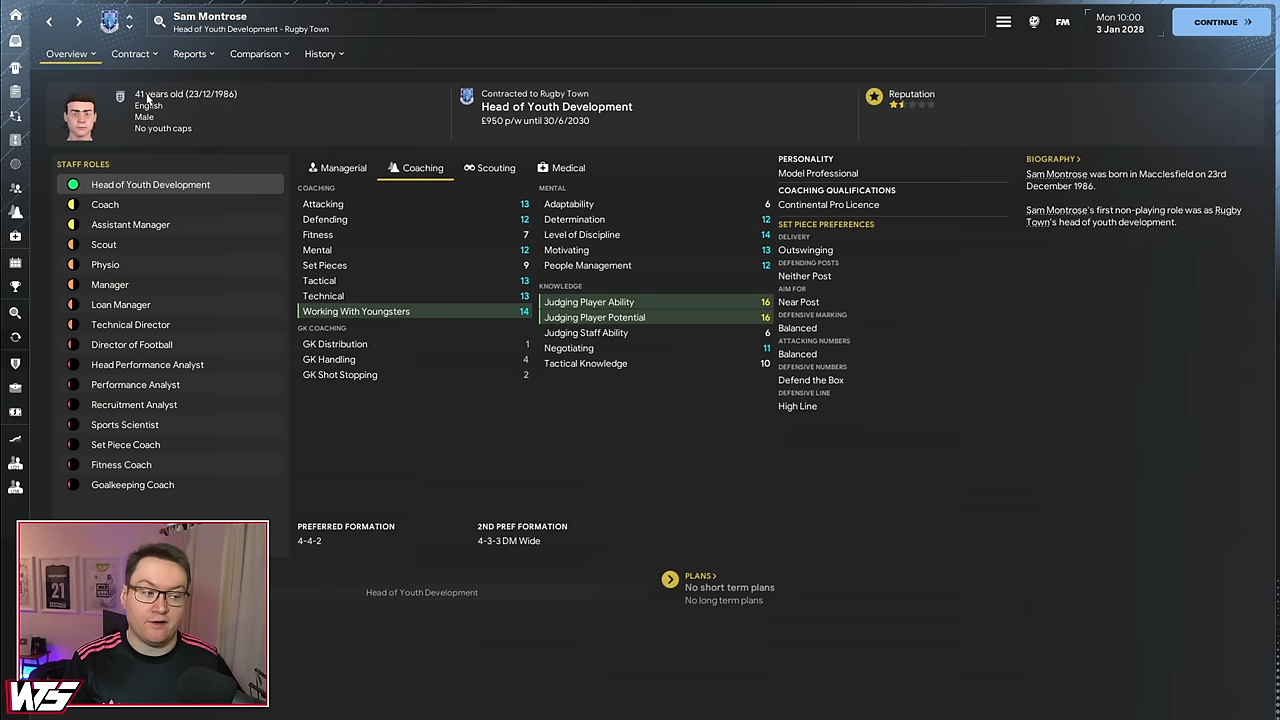 Sam Montrose
Head of Youth Development - Rugby Town
FM
Mon 10:00
3 Jan 2028
CONTINUE
Overview
Contract
Reports
Comparison
History
41 years old (23/12/1986)
English
Male
No youth caps
Contracted to Rugby Town
Head of Youth Development
£950 p/w until 30/6/2030
Reputation
STAFF ROLES
Head of Youth Development
Coach
Assistant Manager
Scout
Physio
Manager
Loan Manager
Technical Director
Director of Football
Head Performance Analyst
Performance Analyst
Recruitment Analyst
Sports Scientist
Set Piece Coach
Fitness Coach
Goalkeeping Coach
Managerial
Coaching
Scouting
Medical
COACHING
Attacking 13
Defending 12
Fitness 7
Mental 12
Set Pieces 9
Tactical 13
Technical 13
Working With Youngsters 14
GK COACHING
GK Distribution 1
GK Handling 4
GK Shot Stopping 2
MENTAL
Adaptability 6
Determination 12
Level of Discipline 14
Motivating 13
People Management 12
KNOWLEDGE
Judging Player Ability 16
Judging Player Potential 16
Judging Staff Ability 6
Negotiating 11
Tactical Knowledge 10
PERSONALITY
Model Professional
COACHING QUALIFICATIONS
Continental Pro Licence
SET PIECE PREFERENCES
DELIVERY
Outswinging
DEFENDING POSTS
Neither Post
AIM FOR
Near Post
DEFENSIVE MARKING
Balanced
ATTACKING NUMBERS
Balanced
DEFENSIVE NUMBERS
Defend the Box
DEFENSIVE LINE
High Line
BIOGRAPHY >
Sam Montrose was born in Macclesfield on 23rd
December 1986.
Sam Montrose's first non-playing role was as Rugby
Town's head of youth development.
PREFERRED FORMATION
4-4-2
2ND PREF FORMATION
4-3-3 DM Wide
Head of Youth Development
PLANS >
No short term plans
No long term plans
21
WTS